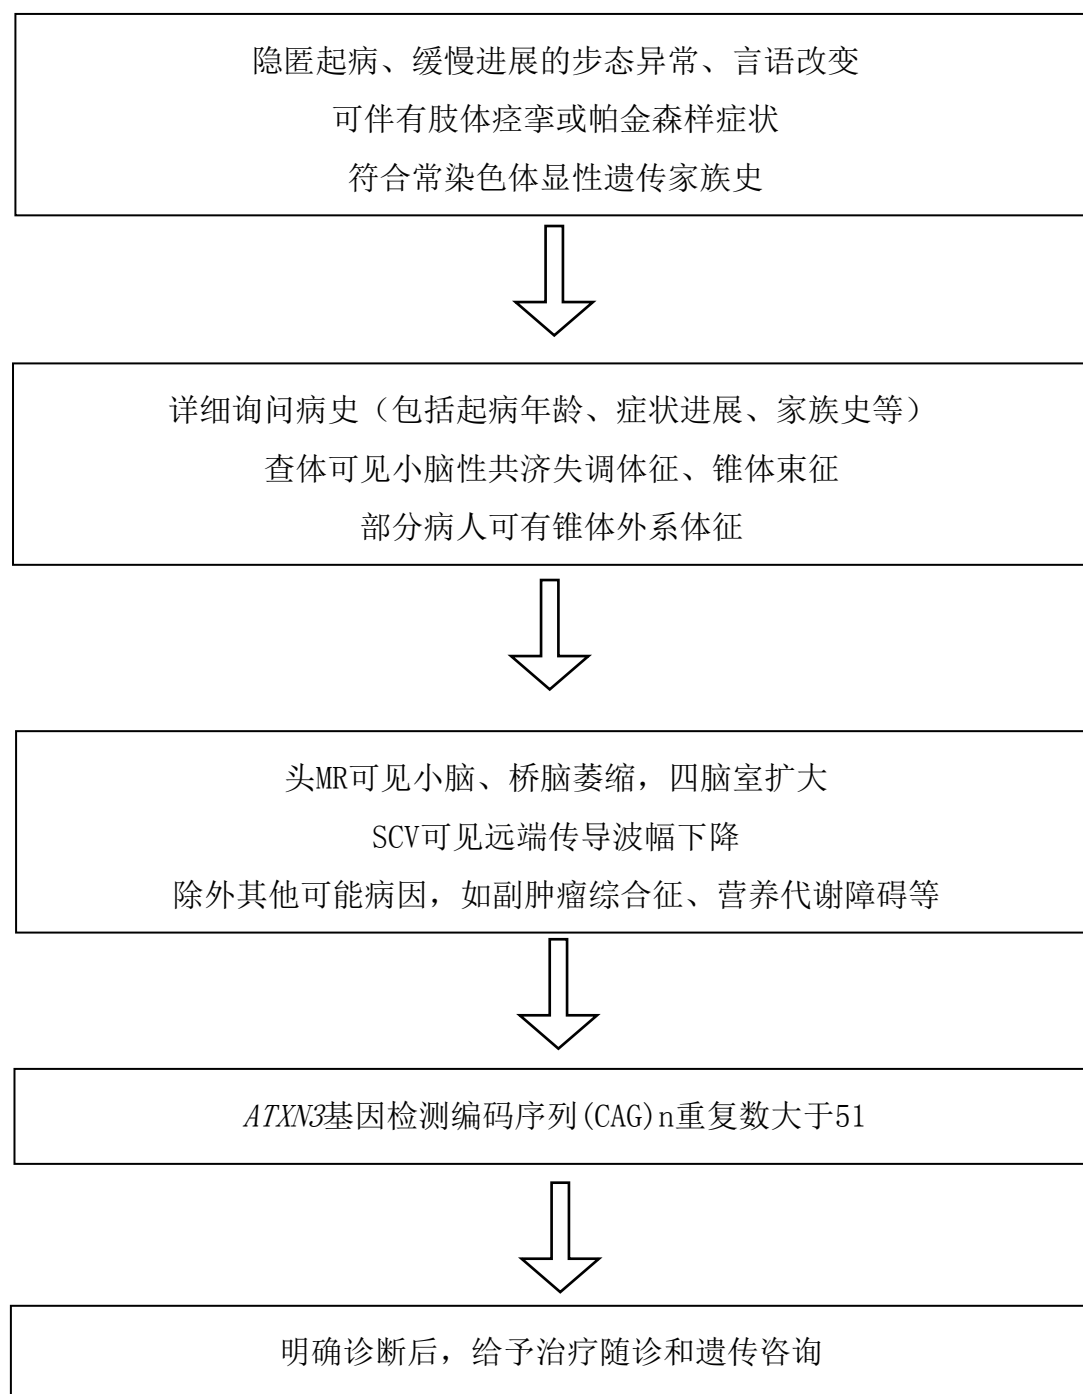 隐匿起病、缓慢进展的步态异常、言语改变
可伴有肢体痉挛或帕金森样症状
符合常染色体显性遗传家族史
详细询问病史（包括起病年龄、症状进展、家族史等）
查体可见小脑性共济失调体征、锥体束征
部分病人可有锥体外系体征
头MR可见小脑、桥脑萎缩，四脑室扩大
SCV可见远端传导波幅下降
除外其他可能病因，如副肿瘤综合征、营养代谢障碍等
ATXN3基因检测编码序列(CAG)n重复数大于51
明确诊断后，给予治疗随诊和遗传咨询